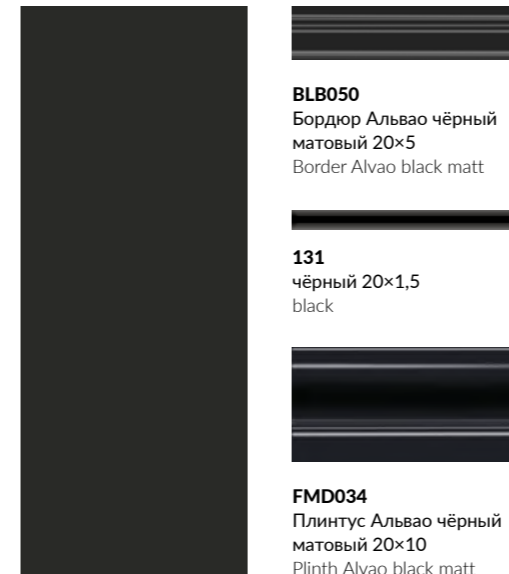 BLB050
Бордюр Альвао чёрный
матовый 20×5
Border Alvao black matt
131
чёрный 20×1,5
black
FMD034
Плинтус Альвао чёрный
матовый 20×10
Plinth Alvao black matt